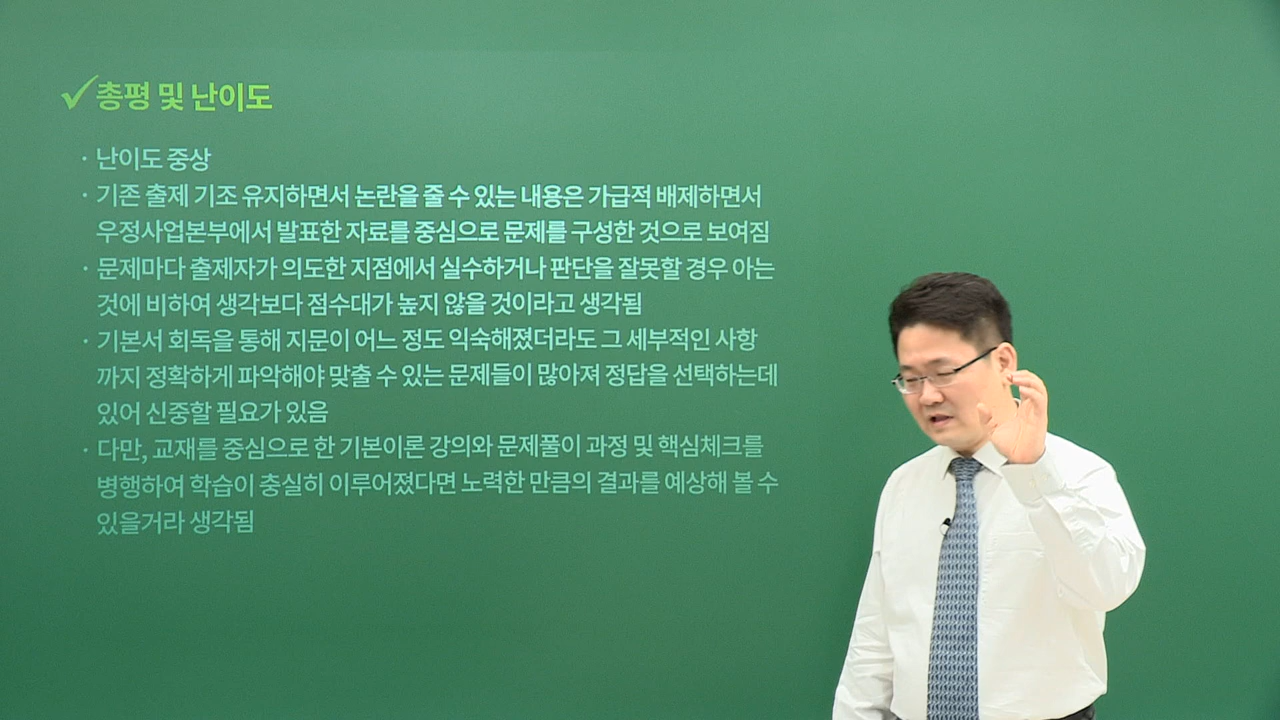 ✓총평 및 난이도
· 난이도 중상
· 기존 출제 기조 유지하면서 논란을 줄 수 있는 내용은 가급적 배제하면서
우정사업본부에서 발표한 자료를 중심으로 문제를 구성한 것으로 보여짐
· 문제마다 출제자가 의도한 지점에서 실수하거나 판단을 잘못할 경우 아는
것에 비하여 생각보다 점수대가 높지 않을 것이라고 생각됨
· 기본서 회독을 통해 지문이 어느 정도 익숙해졌더라도 그 세부적인 사항
까지 정확하게 파악해야 맞출 수 있는 문제들이 많아져 정답을 선택하는데
있어 신중할 필요가 있음
· 다만, 교재를 중심으로 한 기본이론 강의와 문제풀이 과정 및 핵심체크를
병행하여 학습이 충실히 이루어졌다면 노력한 만큼의 결과를 예상해 볼 수
있을거라 생각됨